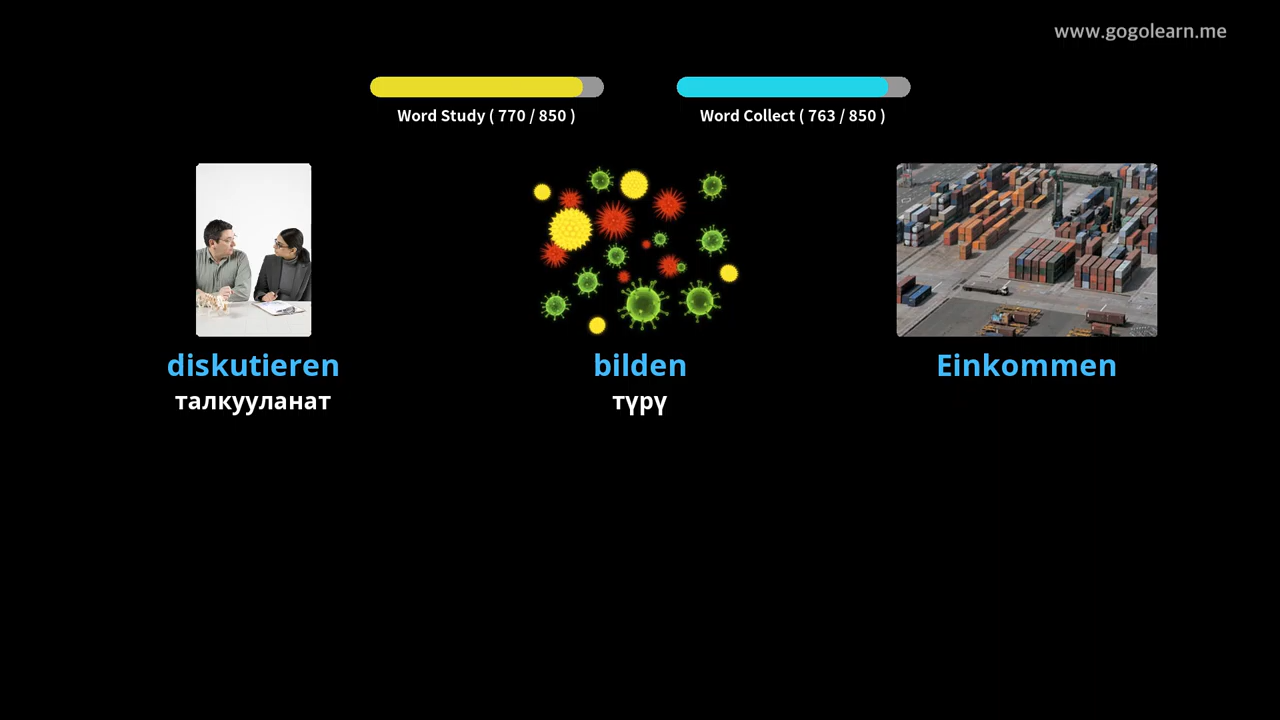 www.gogolearn.me
Word Study ( 770 / 850 )
Word Collect ( 763 / 850 )
diskutieren
bilden
Einkommen
талкууланат
түрү